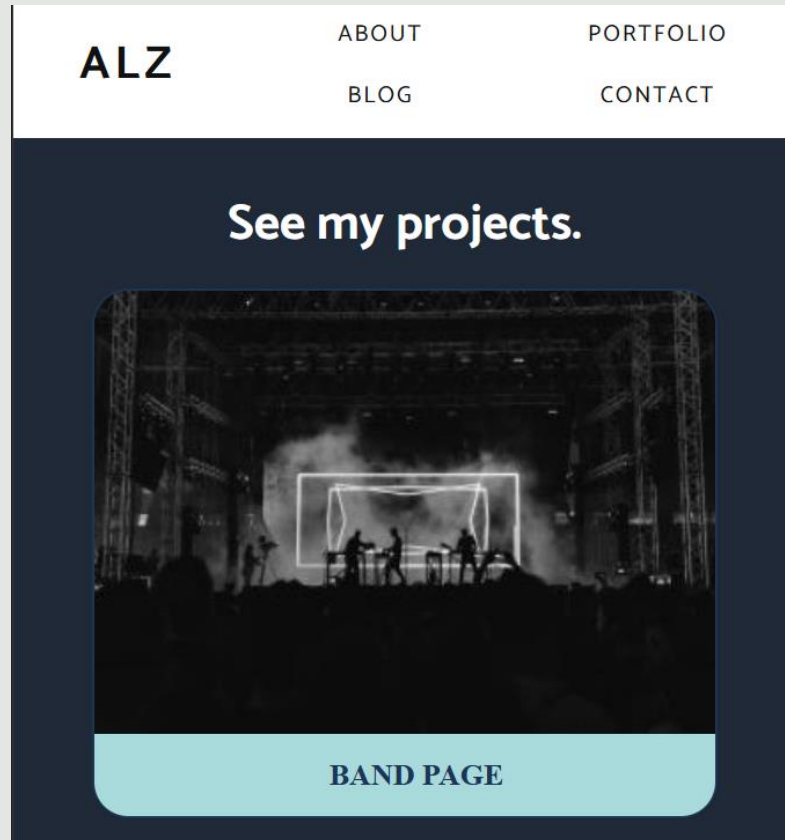 ALZ
ABOUT PORTFOLIO
BLOG CONTACT
See my projects.
BAND PAGE